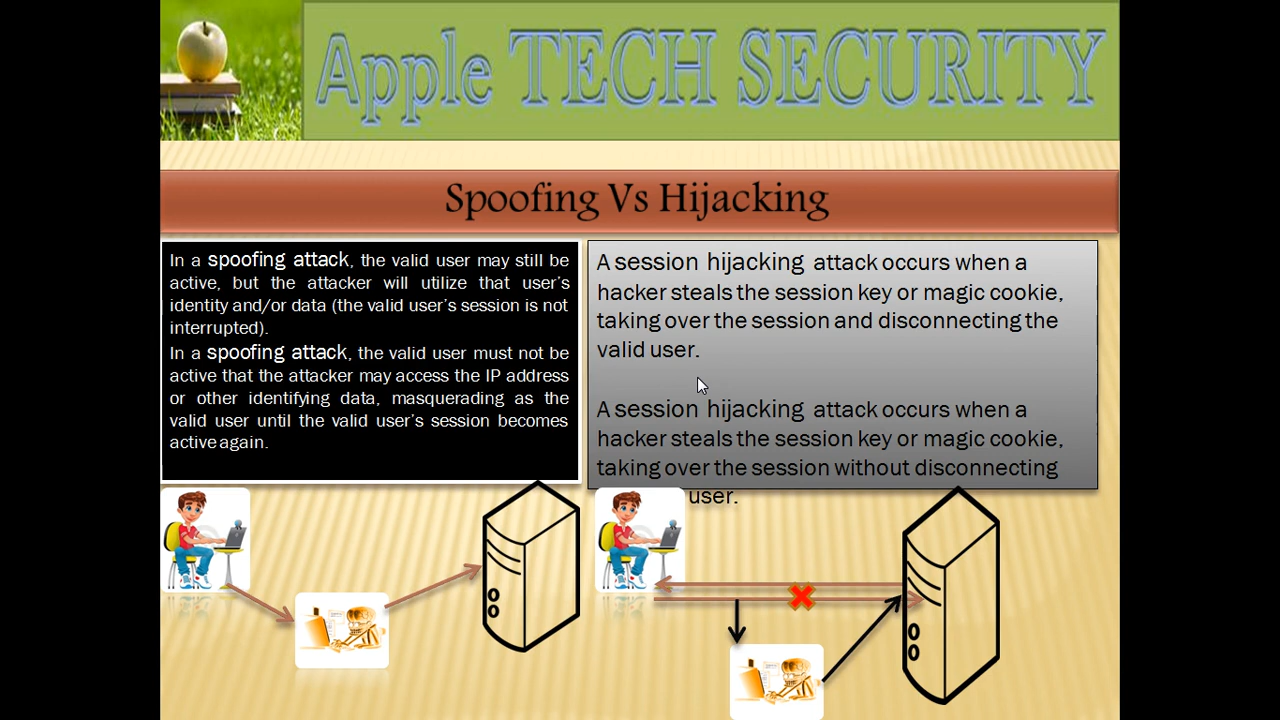 Apple TECH SECURITY
Spoofing Vs Hijacking
In a spoofing attack, the valid user may still be
active, but the attacker will utilize that user's
identity and/or data (the valid user's session is not
interrupted).
In a spoofing attack, the valid user must not be
active that the attacker may access the IP address
or other identifying data, masquerading as the
valid user until the valid user's session becomes
active again.
A session hijacking attack occurs when a
hacker steals the session key or magic cookie,
taking over the session and disconnecting the
valid user.
A session hijacking attack occurs when a
hacker steals the session key or magic cookie,
taking over the session without disconnecting
user.